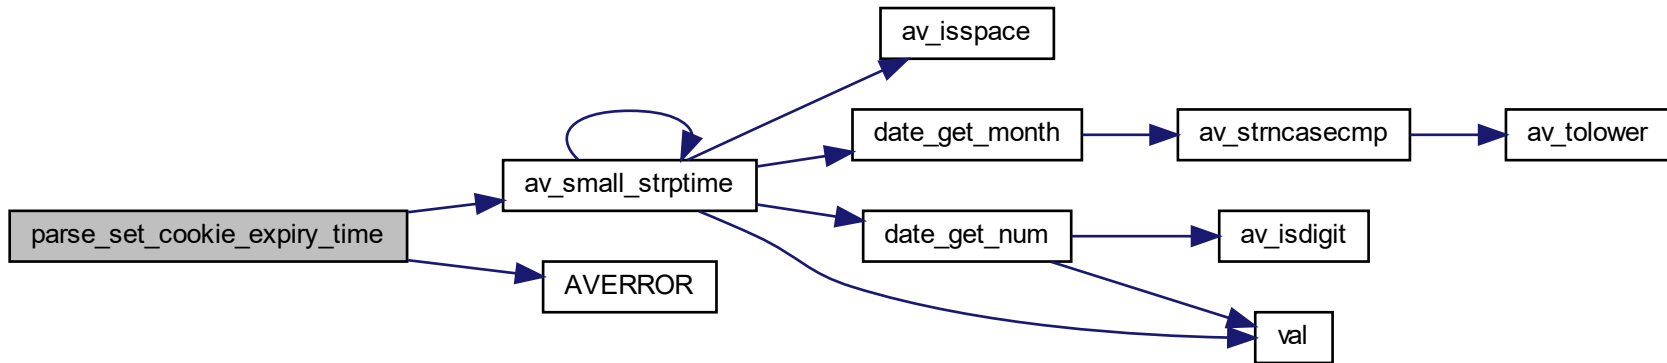 av_isspace
date_get_month
av_strncasecmp
av_tolower
av_small_strptime
parse_set_cookie_expiry_time
date_get_num
av_isdigit
AVERROR
val